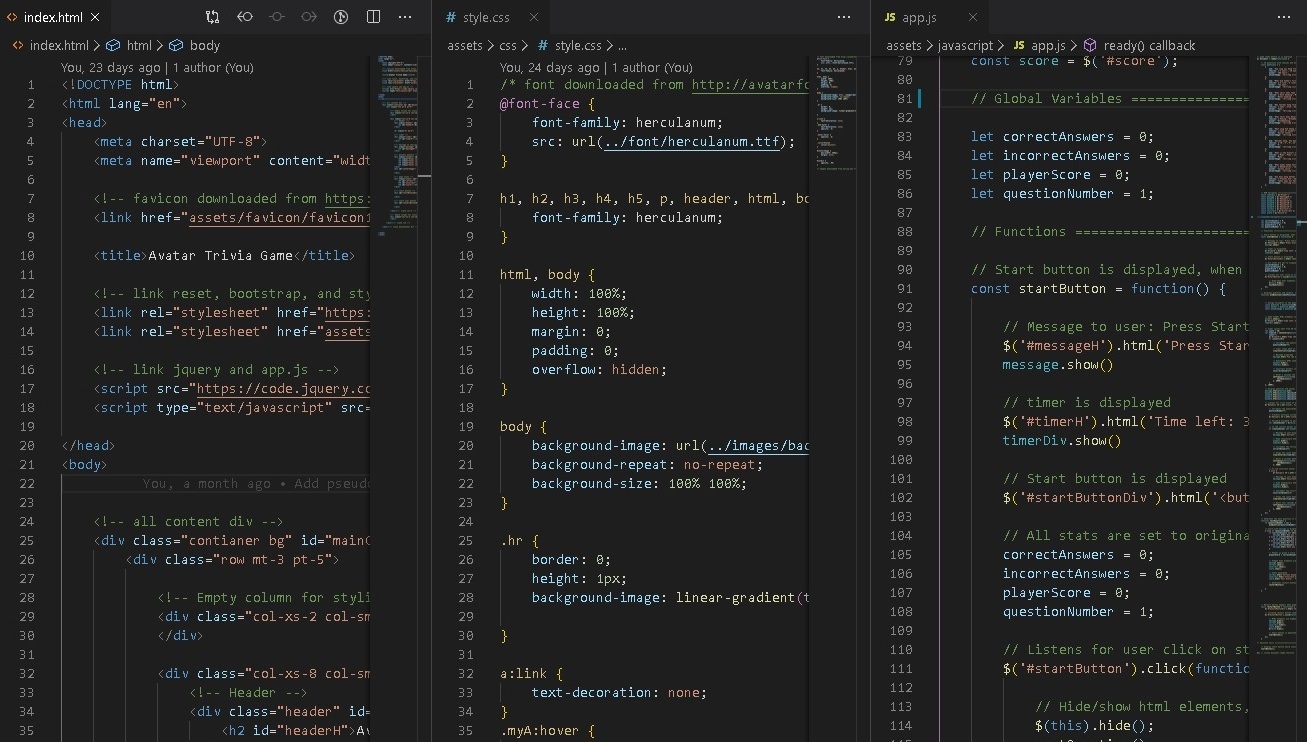 index.html
index.html > html > body
You, 23 days ago | 1 author (You)
1 <!DOCTYPE html>
2 <html lang="en">
3 <head>
4 <meta charset="UTF-8">
5 <meta name="viewport" content="widt
6
7 <!-- favicon downloaded from https:
8 <link href="assets/favicon/favicon1
9
10 <title>Avatar Trivia Game</title>
11
12 <!-- link reset, bootstrap, and sty
13 <link rel="stylesheet" href="https:
14 <link rel="stylesheet" href="assets
15
16 <!-- link jquery and app.js -->
17 <script src="https://code.jquery.co
18 <script type="text/javascript" src=
19
20 </head>
21 <body>
22 You, a month ago • Add pseud
23
24 <!-- all content div -->
25 <div class="contianer bg" id="mainC
26 <div class="row mt-3 pt-5">
27
28 <!-- Empty column for styli
29 <div class="col-xs-2 col-sm
30 </div>
31
32 <div class="col-xs-8 col-sm
33 <!-- Header -->
34 <div class="header" id=
35 <h2 id="headerH">A
# style.css
assets > css > # style.css > ...
You, 24 days ago | 1 author (You)
1 /* font downloaded from http://avatarfo
2 @font-face {
3 font-family: herculanum;
4 src: url(../font/herculanum.ttf);
5 }
6
7 h1, h2, h3, h4, h5, p, header, html, bo
8 font-family: herculanum;
9 }
10
11 html, body {
12 width: 100%;
13 height: 100%;
14 margin: 0;
15 padding: 0;
16 overflow: hidden;
17 }
18
19 body {
20 background-image: url(../images/bac
21 background-repeat: no-repeat;
22 background-size: 100% 100%;
23 }
24
25 .hr {
26 border: 0;
27 height: 1px;
28 background-image: linear-gradient(t
29
30 }
31
32 a:link {
33 text-decoration: none;
34 }
35 .myA:hover {
JS app.js
assets > javascript > JS app.js > ready() callback
79 const score = $('#score');
80
81 // Global Variables ===============
82
83 let correctAnswers = 0;
84 let incorrectAnswers = 0;
85 let playerScore = 0;
86 let questionNumber = 1;
87
88 // Functions ======================
89
90 // Start button is displayed, when
91 const startButton = function() {
92
93 // Message to user: Press Start
94 $('#messageH').html('Press Star
95 message.show()
96
97 // timer is displayed
98 $('#timerH').html('Time left: 3
99 timerDiv.show()
100
101 // Start button is displayed
102 $('#startButtonDiv').html('<but
103
104 // All stats are set to origina
105 correctAnswers = 0;
106 incorrectAnswers = 0;
107 playerScore = 0;
108 questionNumber = 1;
109
110 // Listens for user click on st
111 $('#startButton').click(functio
112
113 // Hide/show html elements,
114 $(this).hide();